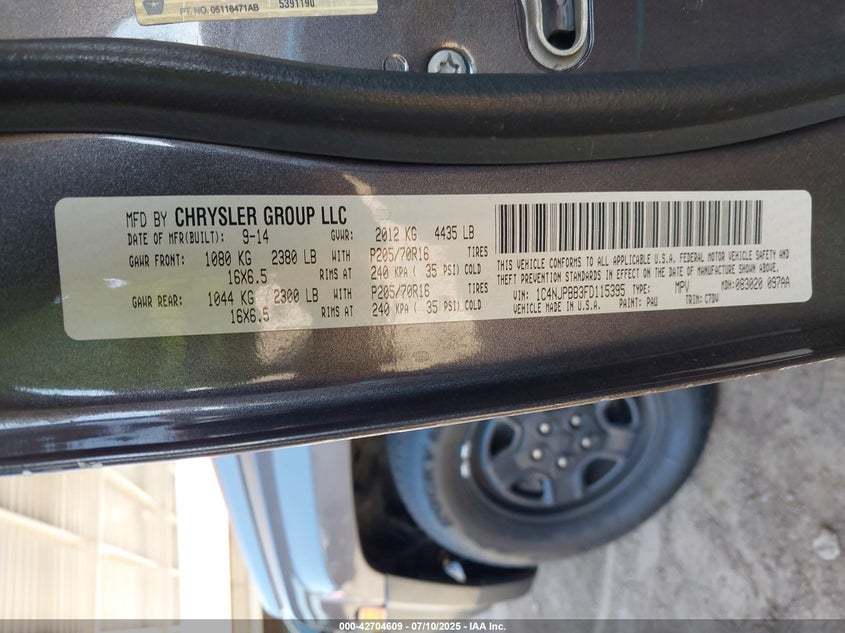 PT. NO. 05116471AB 5391190
MFD BY CHRYSLER GROUP LLC
DATE OF MFR(BUILT): 9-14 GVWR: 2012 KG 4435 LB
GAWR FRONT: 1080 KG 2380 LB WITH P205/70R16 TIRES
16X6.5 RIMS AT 240 KPA ( 35 PSI) COLD
GAWR REAR: 1044 KG 2300 LB WITH P205/70R16 TIRES
16X6.5 RIMS AT 240 KPA ( 35 PSI) COLD
THIS VEHICLE CONFORMS TO ALL APPLICABLE U.S.A. FEDERAL MOTOR VEHICLE SAFETY AND
THEFT PREVENTION STANDARDS IN EFFECT ON THE DATE OF MANUFACTURE SHOWN ABOVE.
VIN: 1C4NJPBB3FD115395 TYPE: MPV MDH: 083020 097AA
VEHICLE MADE IN U.S.A. PAINT: PAU TRIM: C7DV
000-42704609 - 07/10/2025 - IAA Inc.